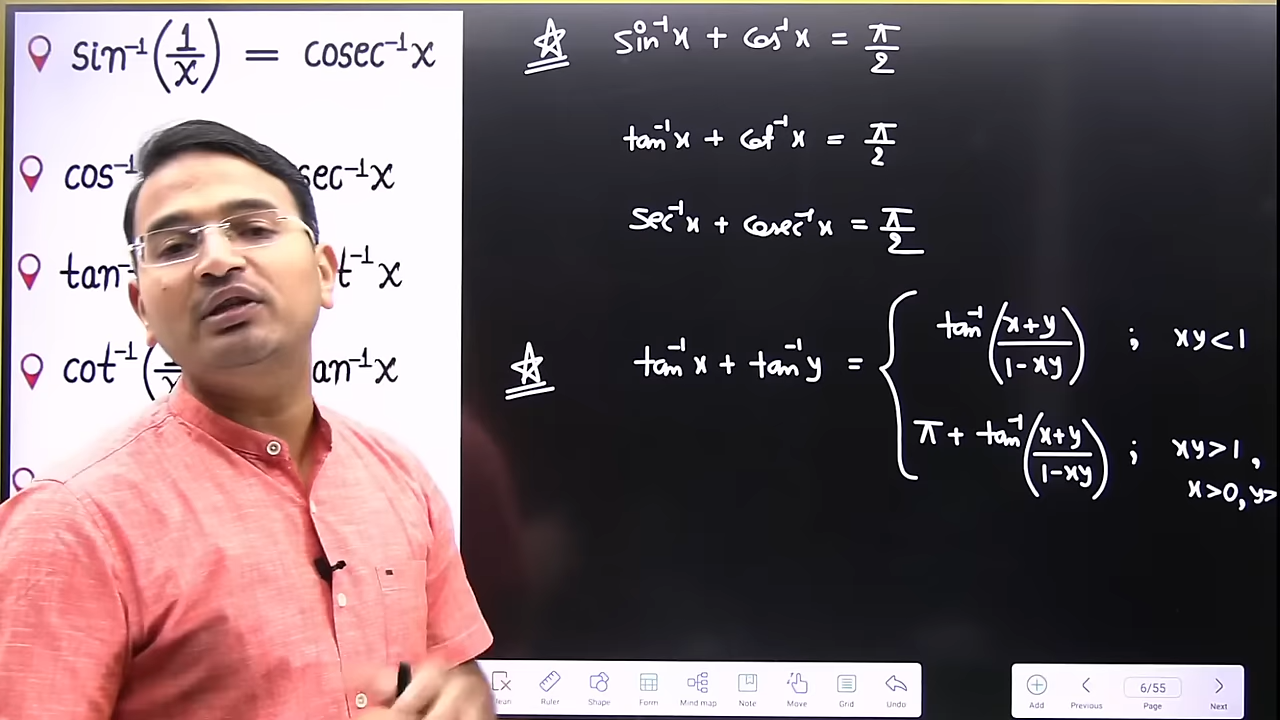 sin⁻¹(1/x) = cosec⁻¹x
cos⁻¹ sec⁻¹x
tan⁻ t⁻¹x
cot⁻¹( an⁻¹x
sin⁻¹x + cos⁻¹x = π/2
tan⁻¹x + cot⁻¹x = π/2
sec⁻¹x + cosec⁻¹x = π/2
tan⁻¹x + tan⁻¹y =
tan⁻¹(x+y/1-xy) ; xy<1
π + tan⁻¹(x+y/1-xy) ; xy>1,
x>0, y>
Ruler Shape Form Mind map Note Move Grid Undo
Add Previous 6/55 Page Next